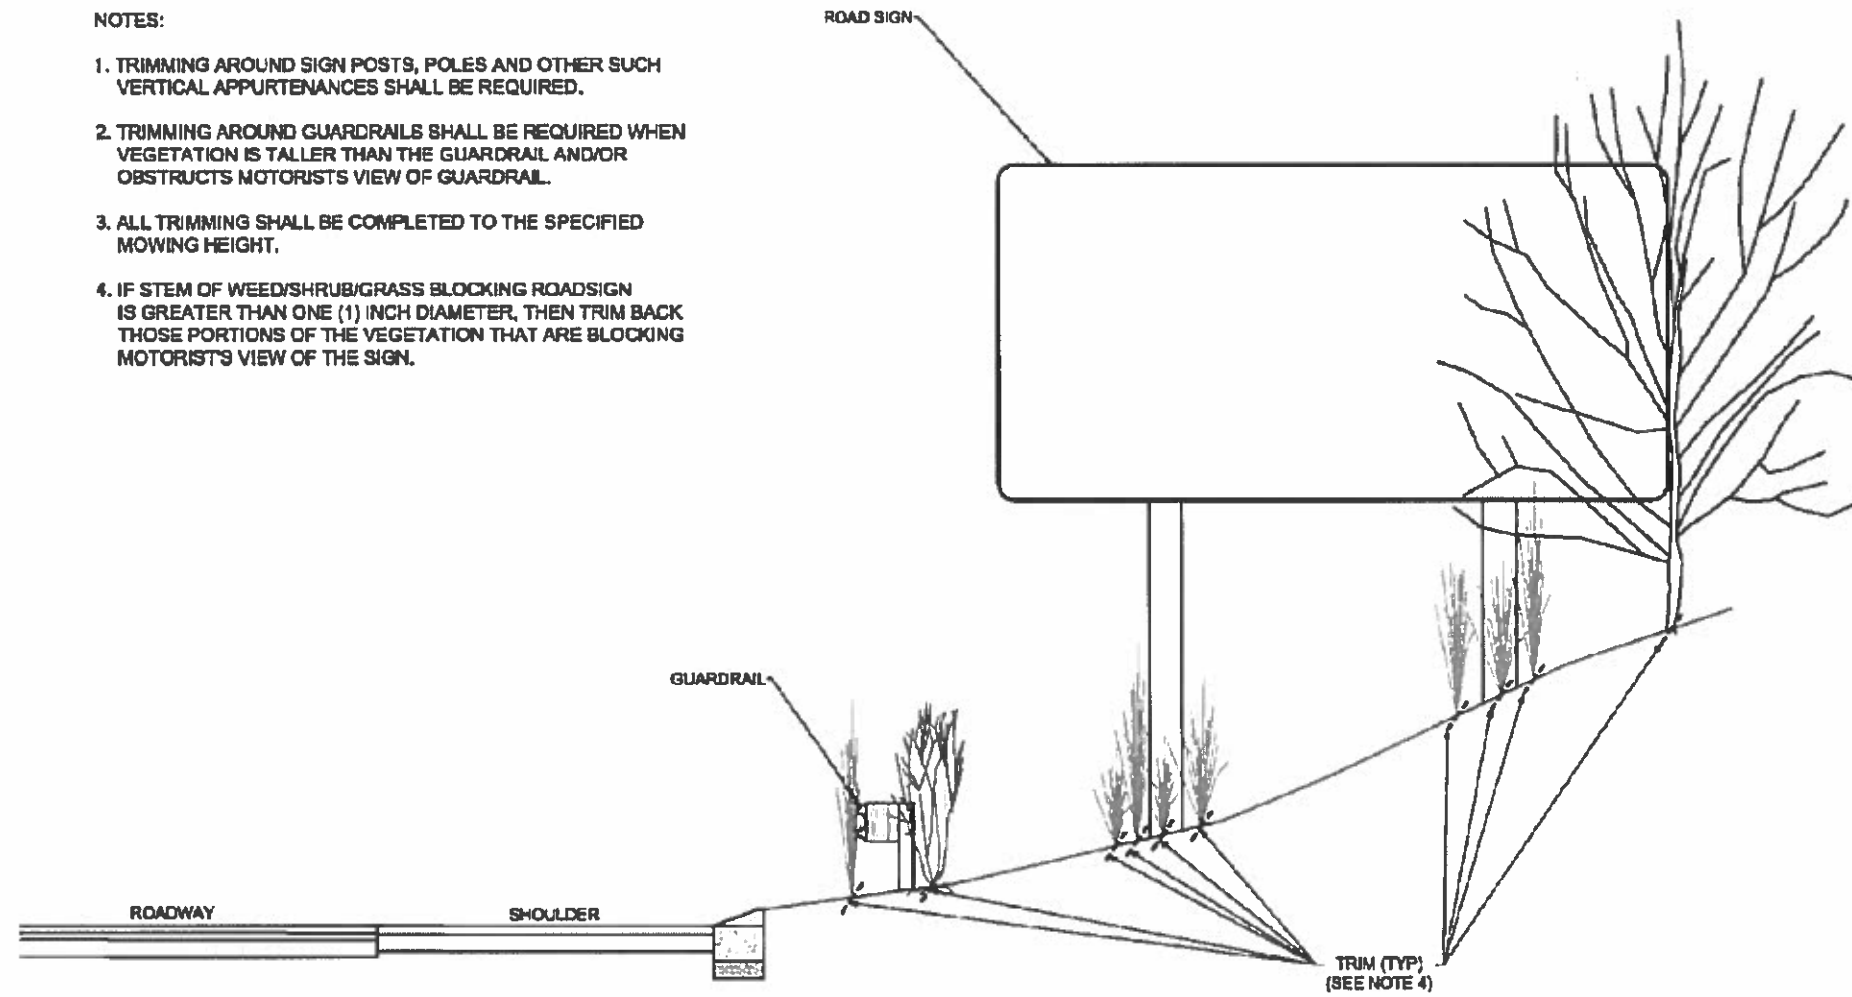 NOTES:
1. TRIMMING AROUND SIGN POSTS, POLES AND OTHER SUCH
VERTICAL APPURTENANCES SHALL BE REQUIRED.
2. TRIMMING AROUND GUARDRAILS SHALL BE REQUIRED WHEN
VEGETATION IS TALLER THAN THE GUARDRAIL AND/OR
OBSTRUCTS MOTORISTS VIEW OF GUARDRAIL.
3. ALL TRIMMING SHALL BE COMPLETED TO THE SPECIFIED
MOWING HEIGHT.
4. IF STEM OF WEED/SHRUB/GRASS BLOCKING ROADSIGN
IS GREATER THAN ONE (1) INCH DIAMETER, THEN TRIM BACK
THOSE PORTIONS OF THE VEGETATION THAT ARE BLOCKING
MOTORIST'S VIEW OF THE SIGN.
ROAD SIGN
GUARDRAIL
ROADWAY
SHOULDER
TRIM (TYP)
(SEE NOTE 4)